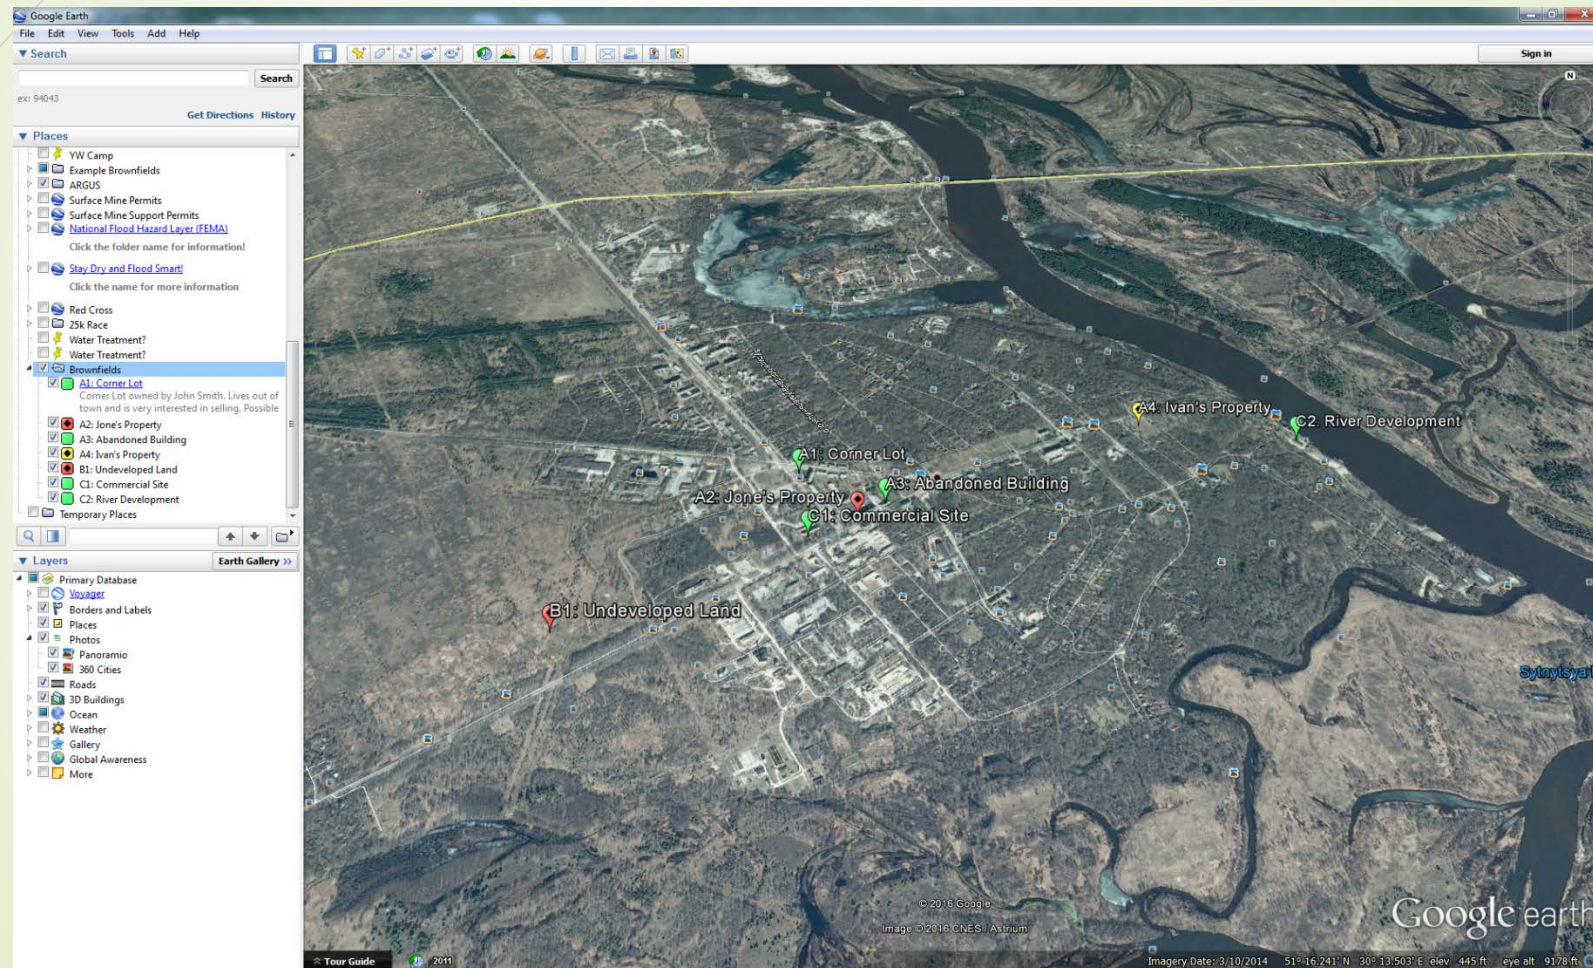 Google Earth
File Edit View Tools Add Help
Search
Search
ex: 94043
Get Directions History
Places
YW Camp
Example Brownfields
ARGUS
Surface Mine Permits
Surface Mine Support Permits
National Flood Hazard Layer (FEMA)
Click the folder name for information!
Stay Dry and Flood Smart!
Click the name for more information
Red Cross
25k Race
Water Treatment?
Water Treatment?
Brownfields
A1: Corner Lot
Corner Lot owned by John Smith. Lives out of
town and is very interested in selling. Possible
A2: Jone's Property
A3: Abandoned Building
A4: Ivan's Property
B1: Undeveloped Land
C1: Commercial Site
C2: River Development
Temporary Places
Layers
Earth Gallery >>
Primary Database
Voyager
Borders and Labels
Places
Photos
Panoramio
360 Cities
Roads
3D Buildings
Ocean
Weather
Gallery
Global Awareness
More
Sign in
N
A4: Ivan's Property
C2: River Development
A1: Corner Lot
A3: Abandoned Building
A2: Jone's Property
C1: Commercial Site
B1: Undeveloped Land
Sytnytsya
© 2016 Google
Image © 2016 CNES / Astrium
Google earth
Tour Guide
2011
Imagery Date: 3/10/2014 51°16.241' N 30°13.503' E elev 445 ft eye alt 9178 ft